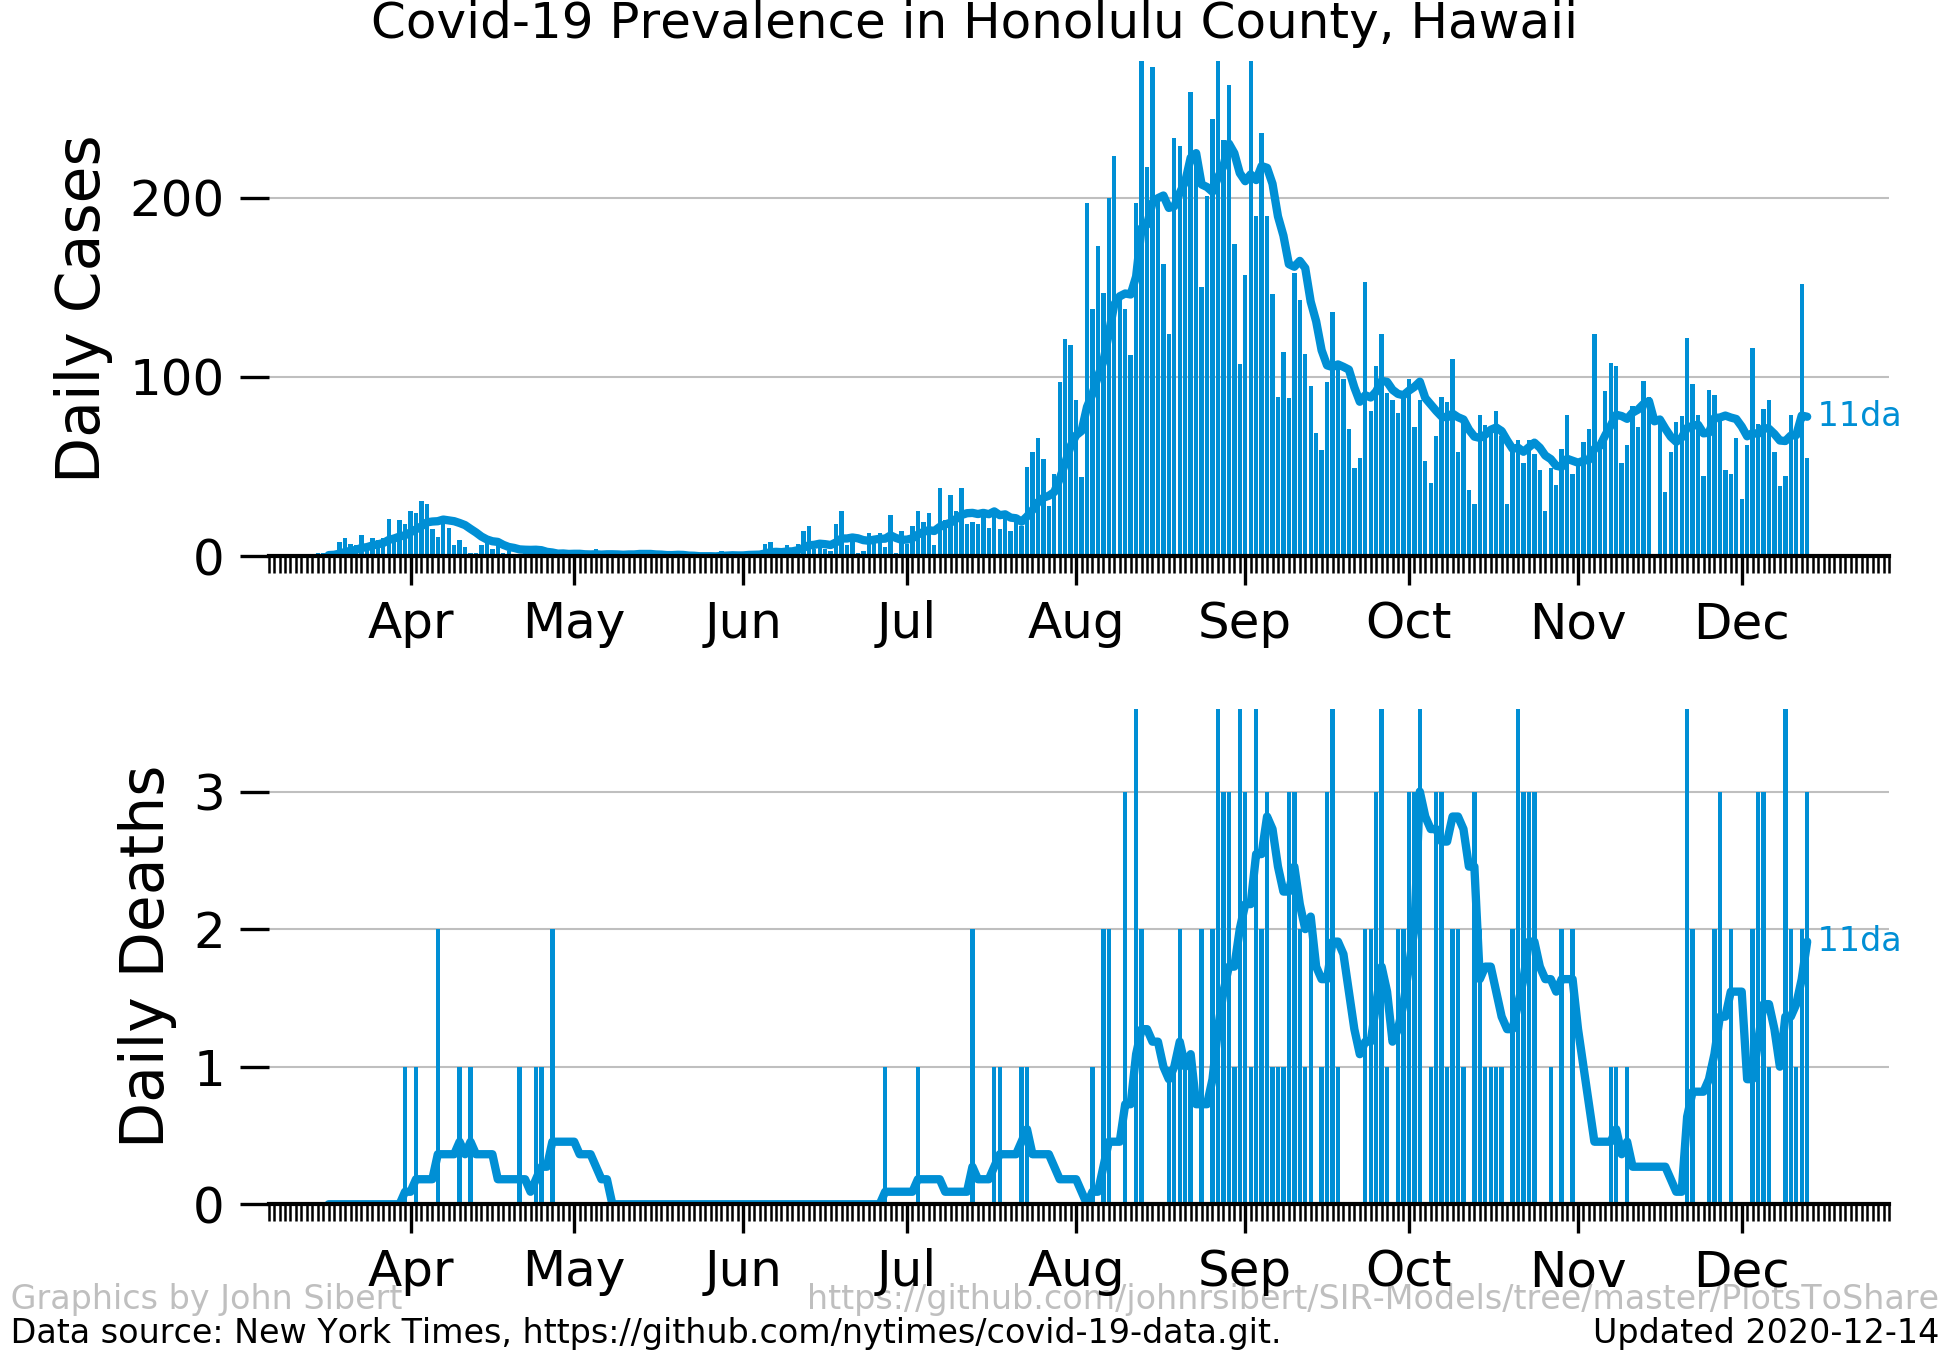 Covid-19 Prevalence in Honolulu County, Hawaii
Daily Cases
200
100
0
11da
Apr May Jun Jul Aug Sep Oct Nov Dec
Daily Deaths
3
2
1
0
11da
Apr May Jun Jul Aug Sep Oct Nov Dec
Graphics by John Sibert https://github.com/johnrsibert/SIR-Models/tree/master/PlotsToShare
Data source: New York Times, https://github.com/nytimes/covid-19-data.git. Updated 2020-12-14